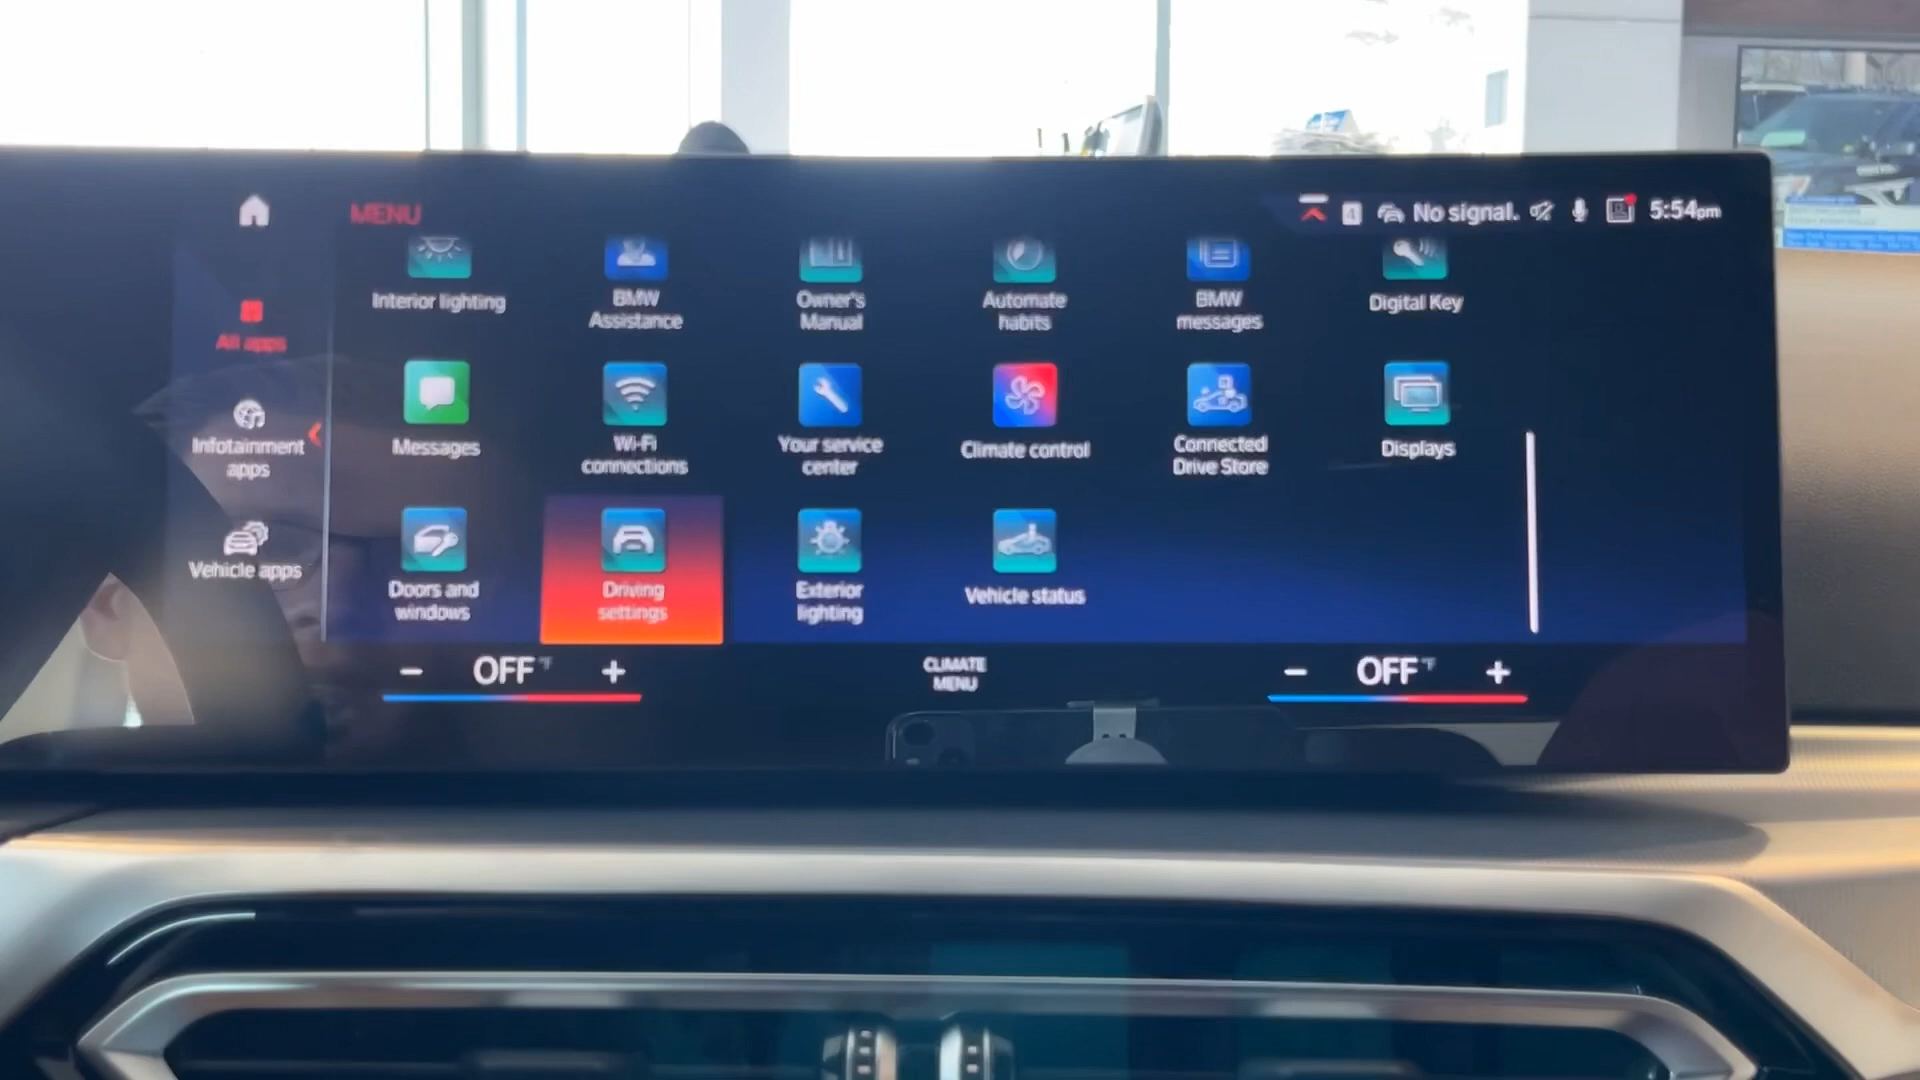 MENU
4
No signal.
5:54pm
Interior lighting
BMW
Assistance
Owner's
Manual
Automate
habits
BMW
messages
Digital Key
All apps
Messages
Wi-Fi
connections
Your service
center
Climate control
Connected
Drive Store
Displays
Infotainment
apps
Vehicle apps
Doors and
windows
Driving
settings
Exterior
lighting
Vehicle status
− OFF °F +
CLIMATE
MENU
− OFF °F +